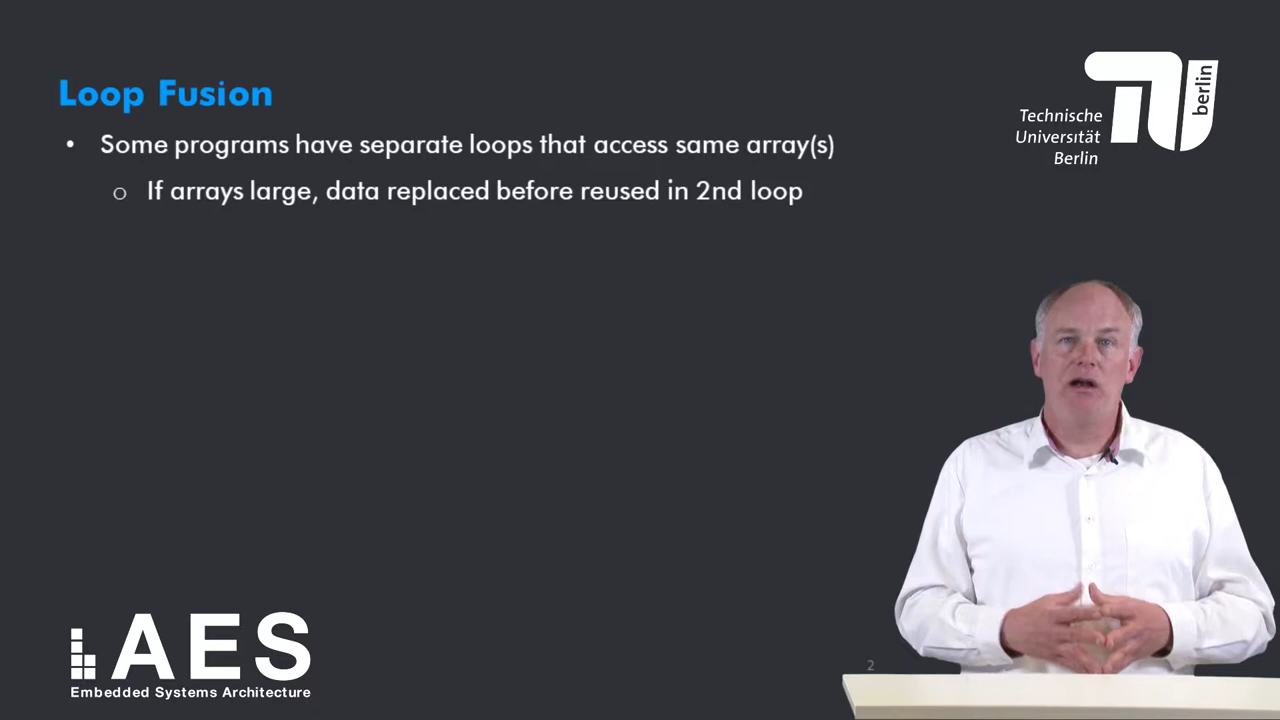 Loop Fusion
• Some programs have separate loops that access same array(s)
o If arrays large, data replaced before reused in 2nd loop
Technische
Universität
Berlin
berlin
AES
Embedded Systems Architecture
2